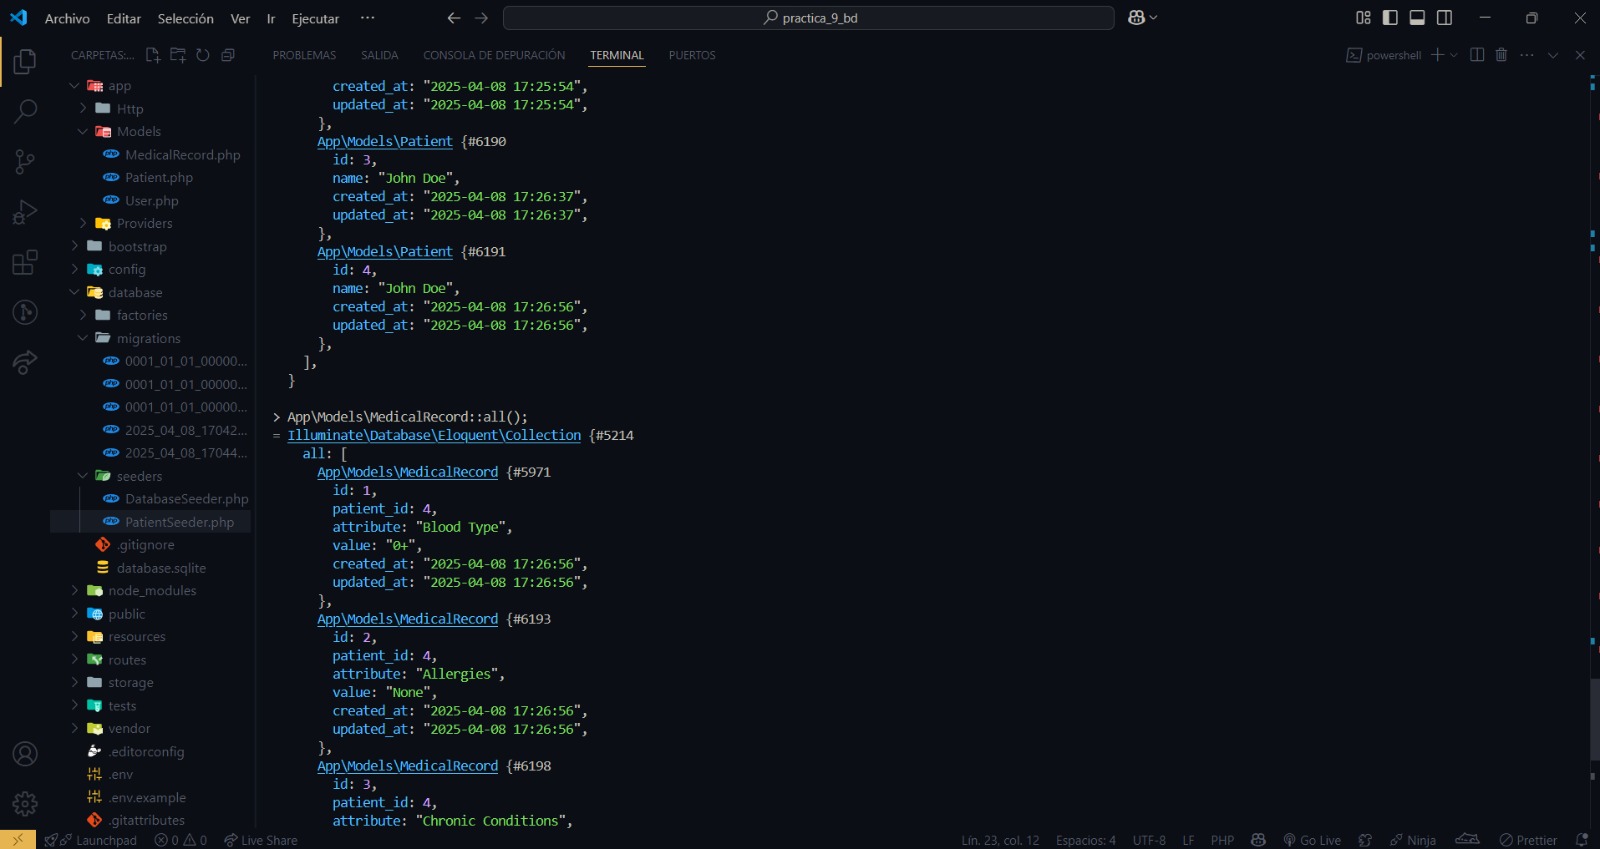 Archivo Editar Selección Ver Ir Ejecutar ··· practica_9_bd
CARPETAS:...
PROBLEMAS SALIDA CONSOLA DE DEPURACIÓN TERMINAL PUERTOS
powershell
app
Http
Models
MedicalRecord.php
Patient.php
User.php
Providers
bootstrap
config
database
factories
migrations
0001_01_01_00000...
0001_01_01_00000...
0001_01_01_00000...
2025_04_08_17042...
2025_04_08_17044...
seeders
DatabaseSeeder.php
PatientSeeder.php
.gitignore
database.sqlite
node_modules
public
resources
routes
storage
tests
vendor
.editorconfig
.env
.env.example
.gitattributes
created_at: "2025-04-08 17:25:54",
updated_at: "2025-04-08 17:25:54",
},
App\Models\Patient {#6190
id: 3,
name: "John Doe",
created_at: "2025-04-08 17:26:37",
updated_at: "2025-04-08 17:26:37",
},
App\Models\Patient {#6191
id: 4,
name: "John Doe",
created_at: "2025-04-08 17:26:56",
updated_at: "2025-04-08 17:26:56",
},
],
}
> App\Models\MedicalRecord::all();
= Illuminate\Database\Eloquent\Collection {#5214
all: [
App\Models\MedicalRecord {#5971
id: 1,
patient_id: 4,
attribute: "Blood Type",
value: "0+",
created_at: "2025-04-08 17:26:56",
updated_at: "2025-04-08 17:26:56",
},
App\Models\MedicalRecord {#6193
id: 2,
patient_id: 4,
attribute: "Allergies",
value: "None",
created_at: "2025-04-08 17:26:56",
updated_at: "2025-04-08 17:26:56",
},
App\Models\MedicalRecord {#6198
id: 3,
patient_id: 4,
attribute: "Chronic Conditions",
Launchpad 0 0 Live Share Lín. 23, col. 12 Espacios: 4 UTF-8 LF PHP Go Live Ninja Prettier